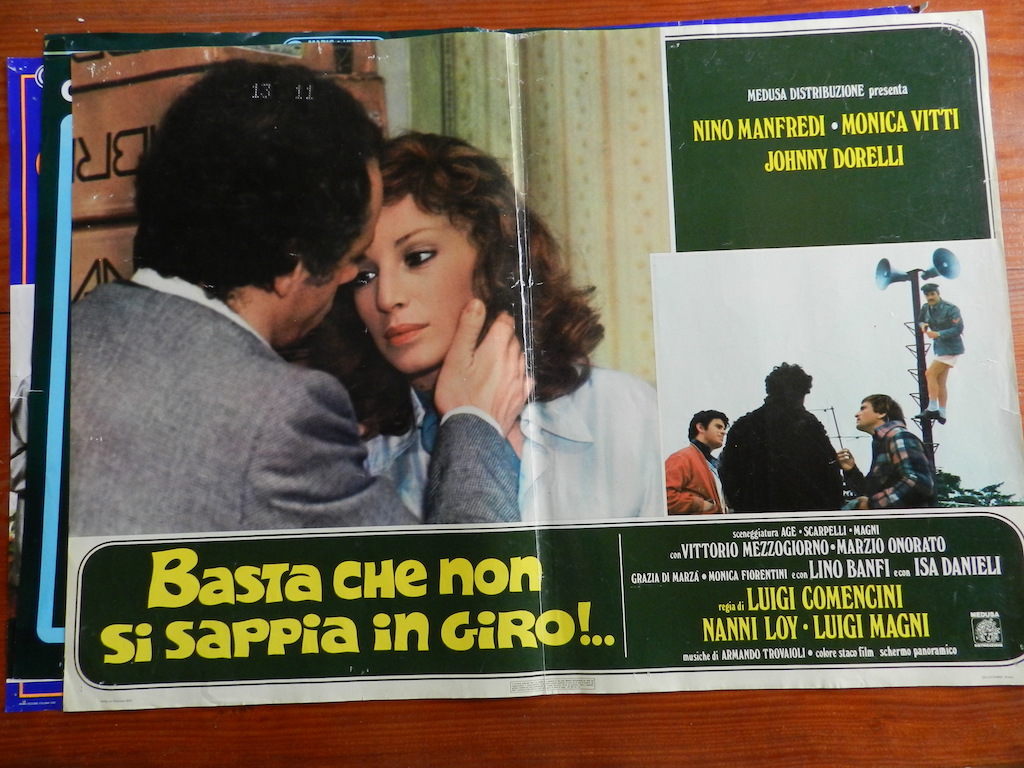 13 11
MEDUSA DISTRIBUZIONE presenta
NINO MANFREDI • MONICA VITTI
JOHNNY DORELLI
BASTA CHE NON
SI SAPPIA IN GIRO!..
sceneggiatura AGE • SCARPELLI • MAGNI
con VITTORIO MEZZOGIORNO • MARZIO ONORATO
GRAZIA DI MARZÁ • MONICA FIORENTINI e con LINO BANFI e con ISA DANIELI
regia di LUIGI COMENCINI
NANNI LOY • LUIGI MAGNI
musiche di ARMANDO TROVAIOLI • colore staco film schermo panoramico
MEDUSA
DISTRIBUZIONE